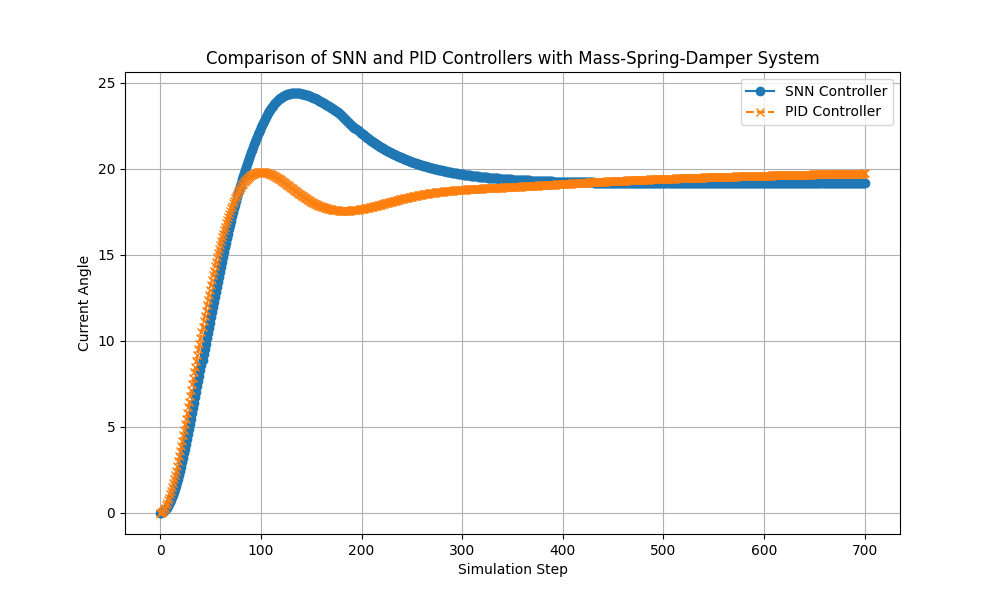 Comparison of SNN and PID Controllers with Mass-Spring-Damper System
SNN Controller
PID Controller
Current Angle
25
20
15
10
5
0
0 100 200 300 400 500 600 700
Simulation Step